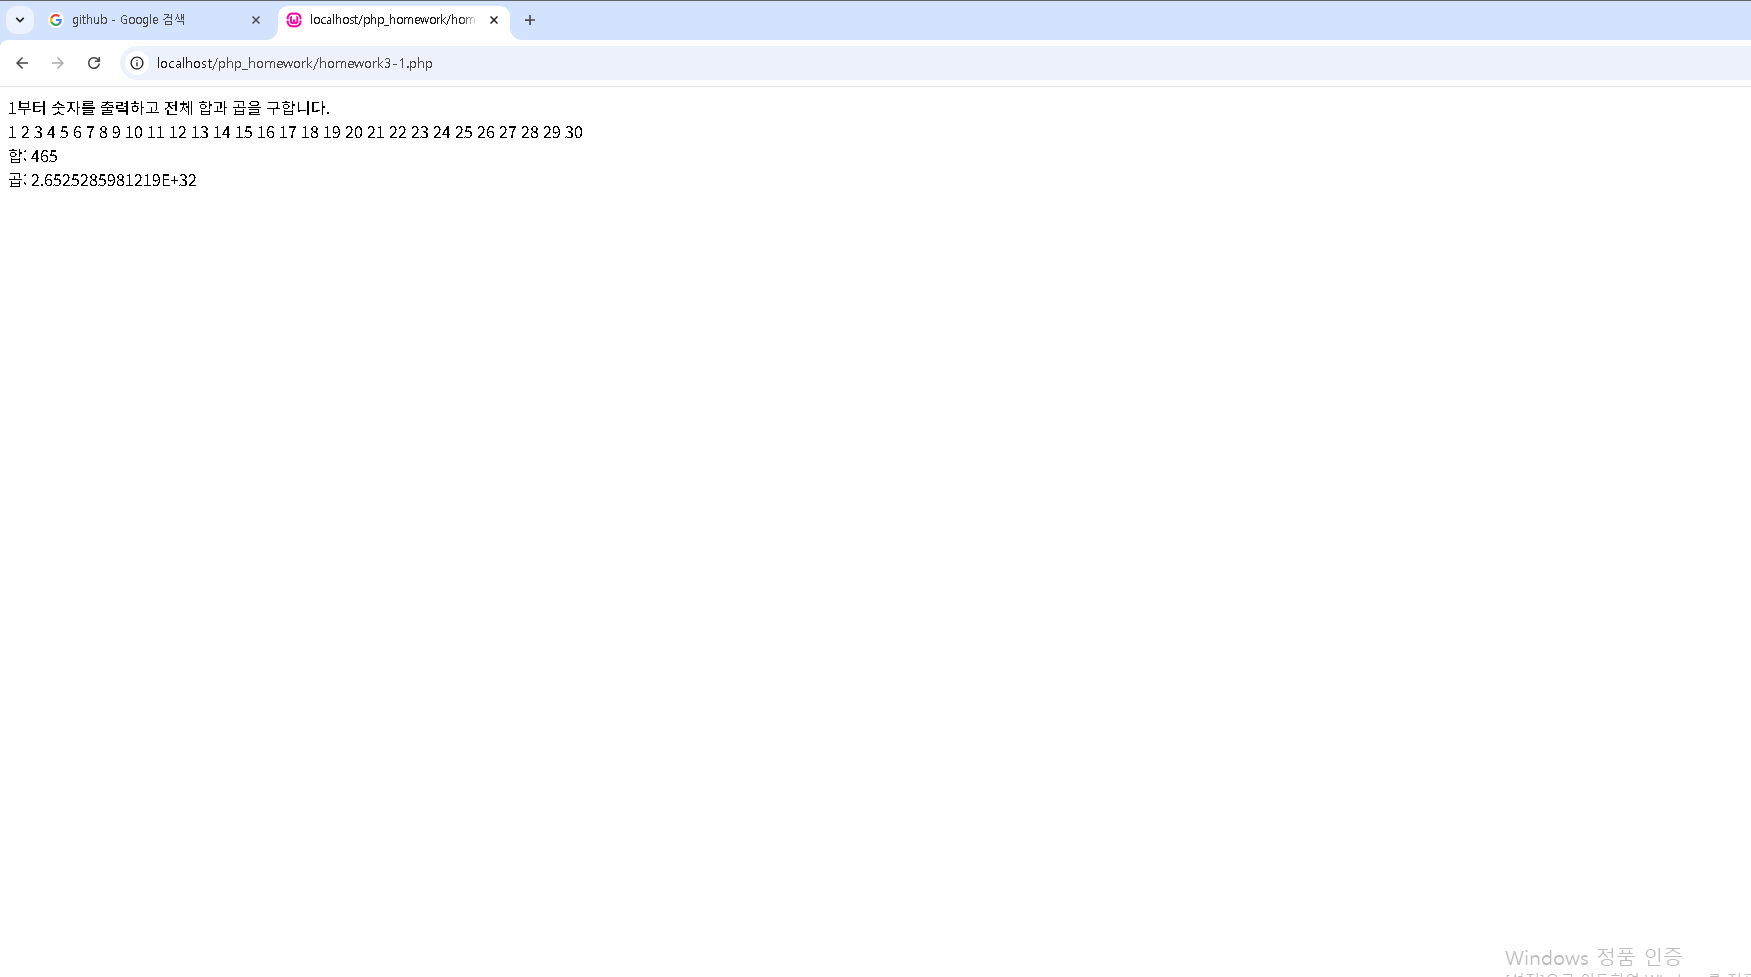 github - Google 검색
localhost/php_homework/hom
localhost/php_homework/homework3-1.php
1부터 숫자를 출력하고 전체 합과 곱을 구합니다.
1 2 3 4 5 6 7 8 9 10 11 12 13 14 15 16 17 18 19 20 21 22 23 24 25 26 27 28 29 30
합: 465
곱: 2.6525285981219E+32
Windows 정품 인증